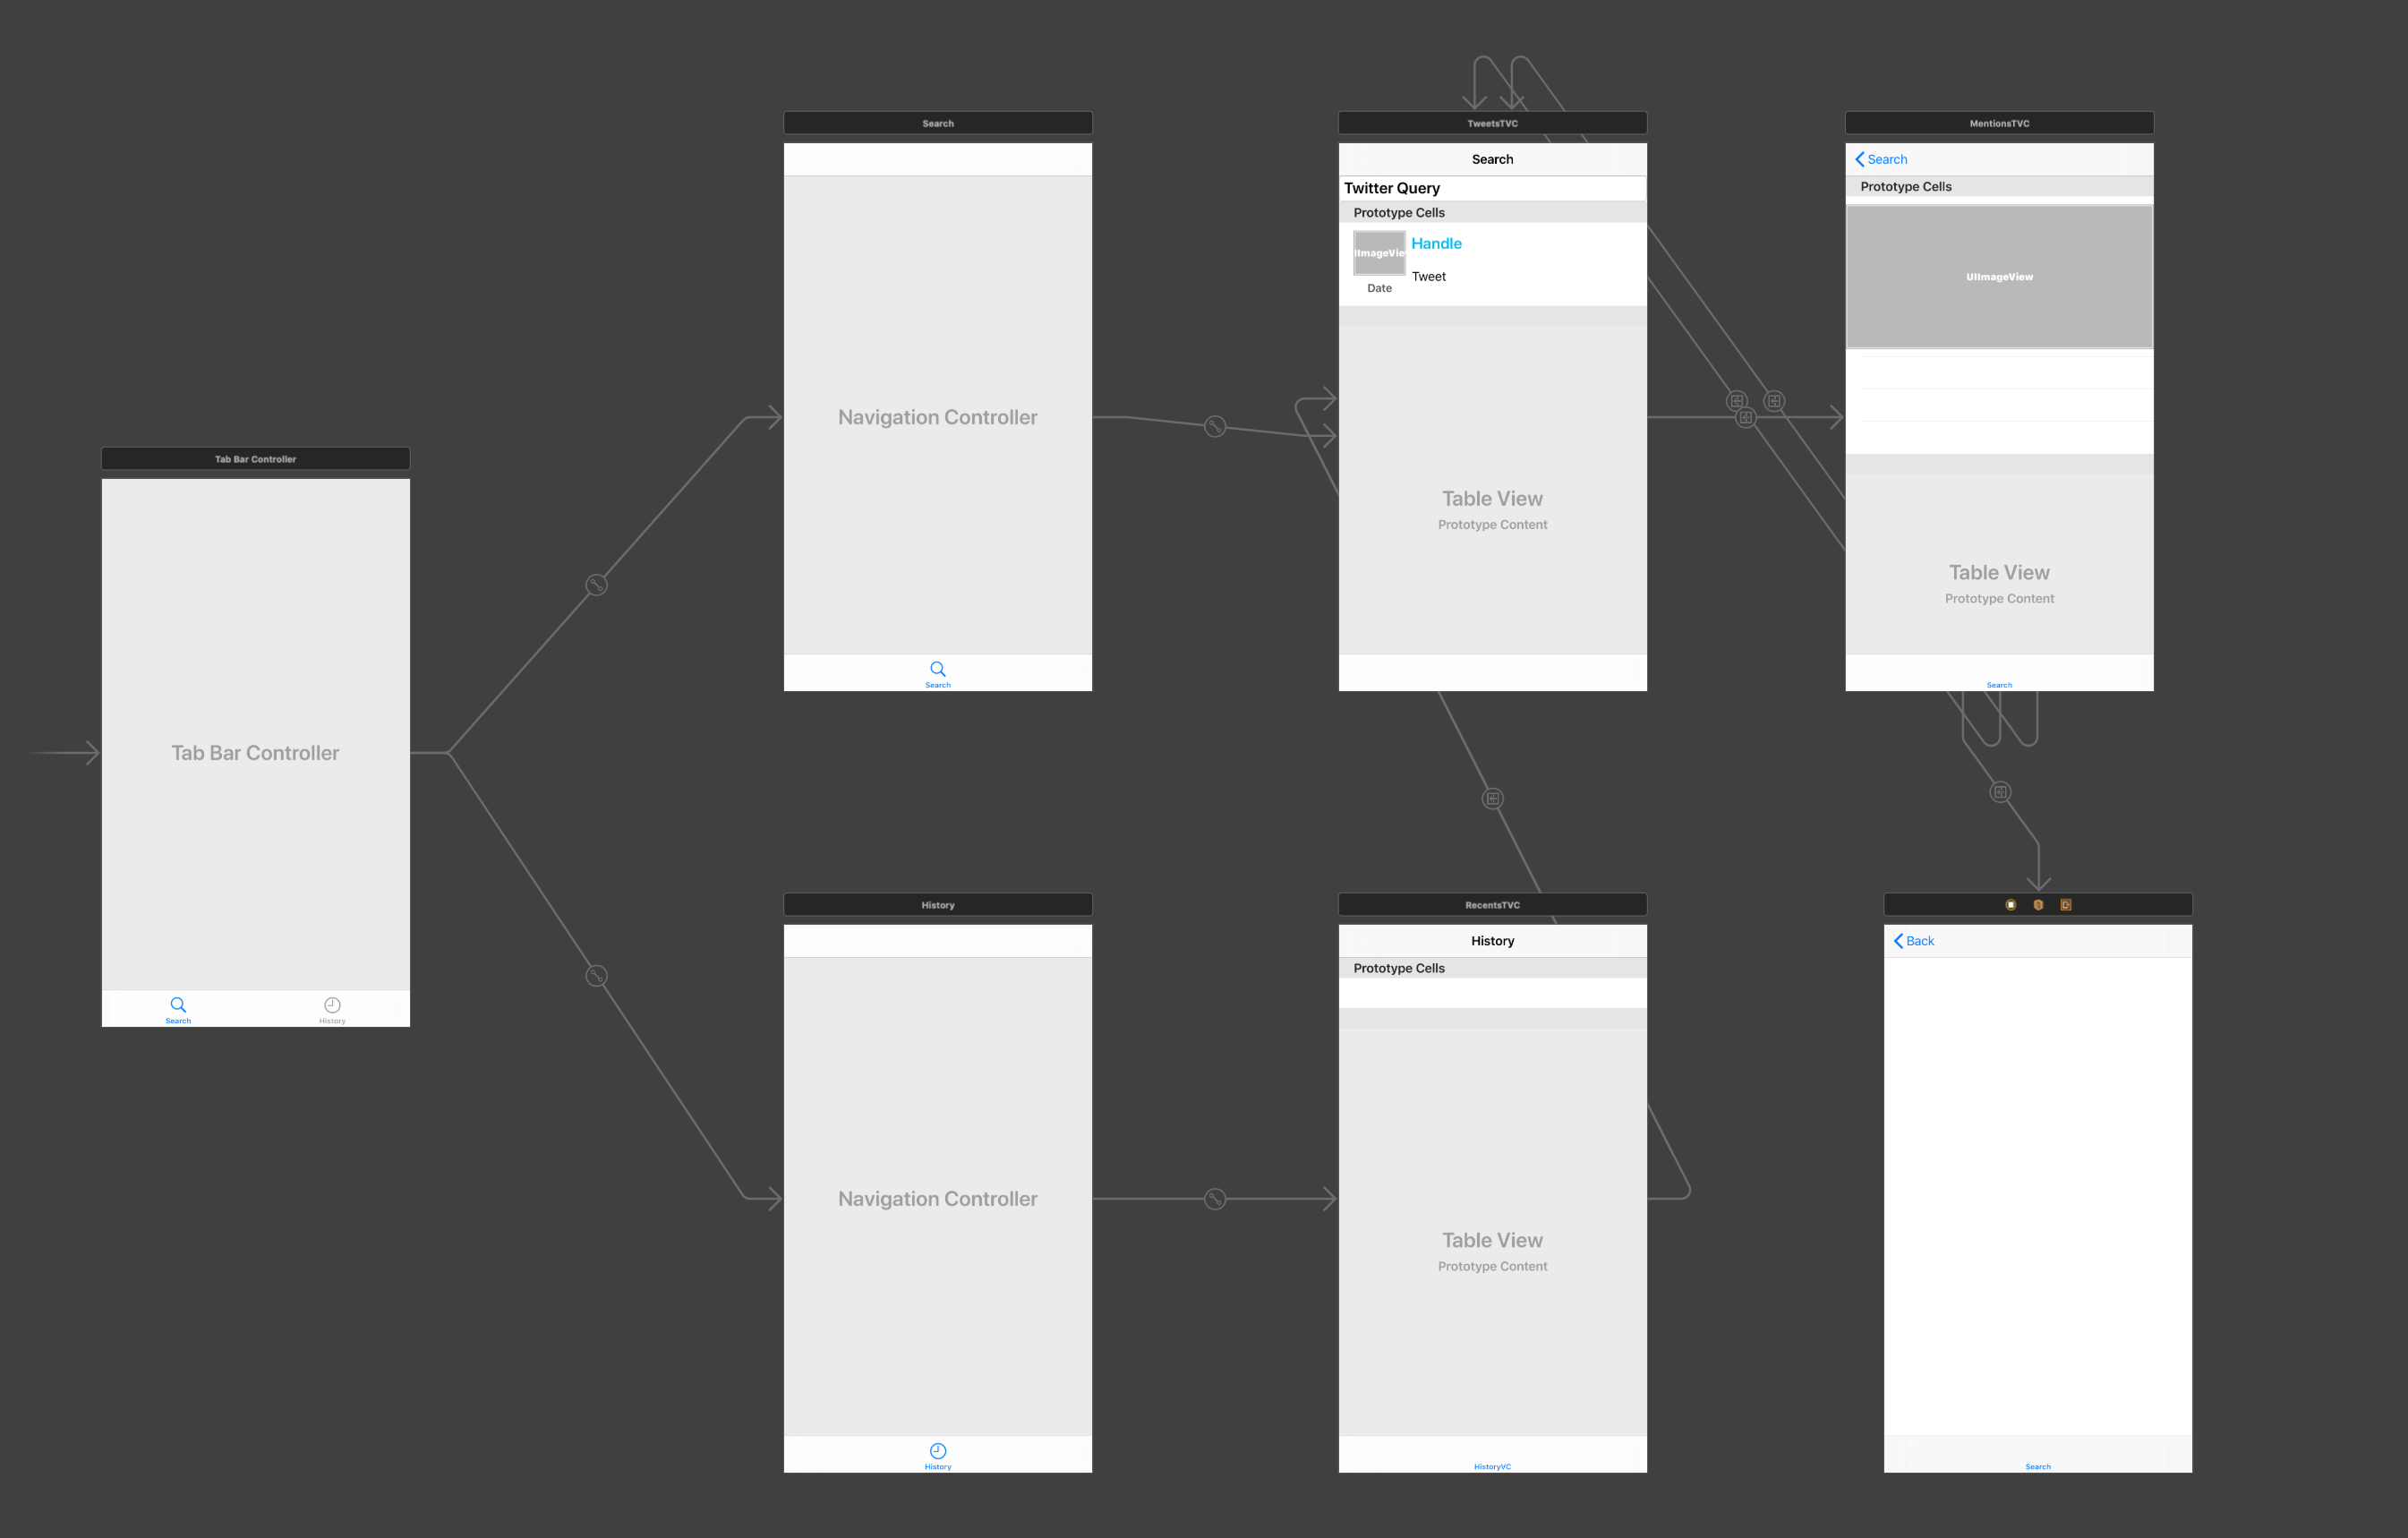 Tab Bar Controller
Tab Bar Controller
Search
History
Search
Navigation Controller
Search
TweetsTVC
Search
Twitter Query
Prototype Cells
UIImageView
Handle
Tweet
Date
Table View
Prototype Content
MentionsTVC
Search
Prototype Cells
UIImageView
Table View
Prototype Content
Search
History
Navigation Controller
History
RecentsTVC
History
Prototype Cells
Table View
Prototype Content
HistoryVC
Back
Search